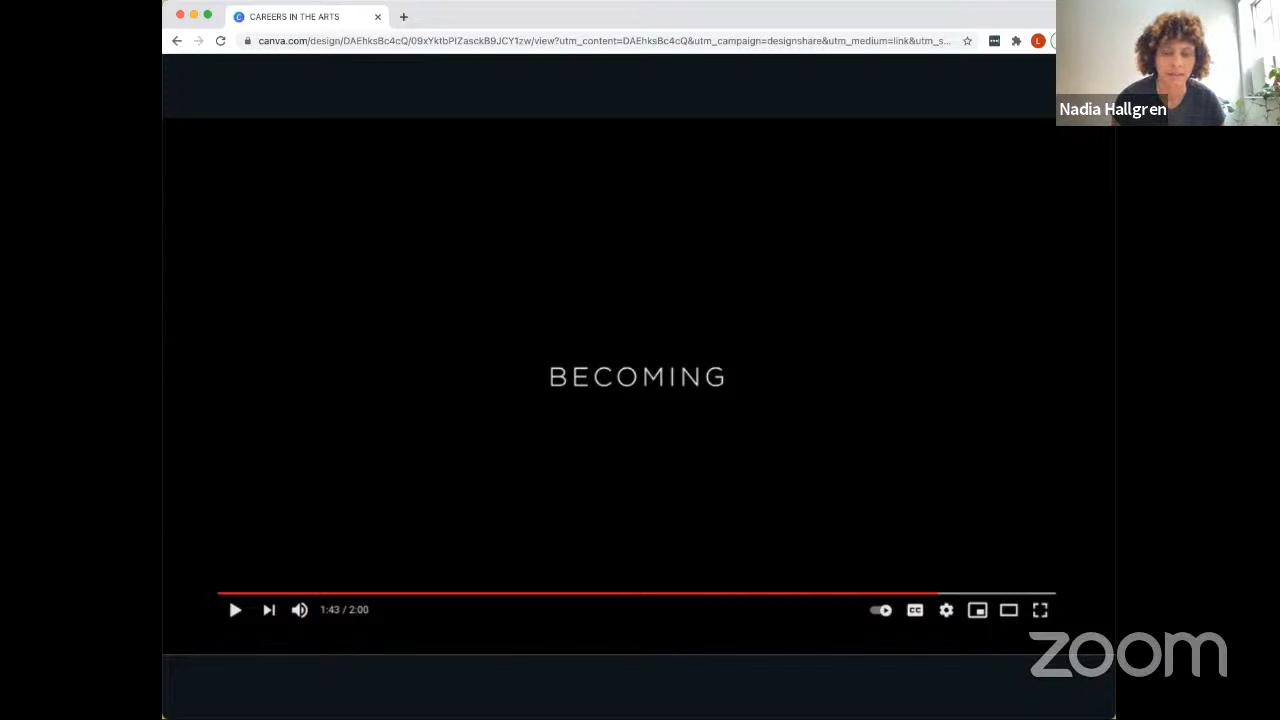 CAREERS IN THE ARTS
canva.com/design/DAEhksBc4cQ/09xYktbPIZasckB9JCY1zw/view?utm_content=DAEhksBc4cQ&utm_campaign=designshare&utm_medium=link&utm_s...
L
Nadia Hallgren
BECOMING
1:43 / 2:00
CC
zoom